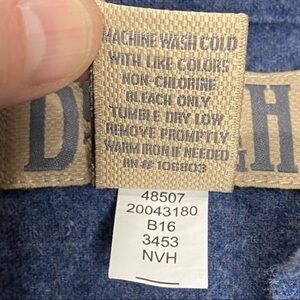 MACHINE WASH COLD
WITH LIKE COLORS
NON-CHLORINE
BLEACH ONLY
TUMBLE DRY LOW
REMOVE PROMPTLY
WARM IRON IF NEEDED
RN# 106803
48507
20043180
B16
3453
NVH